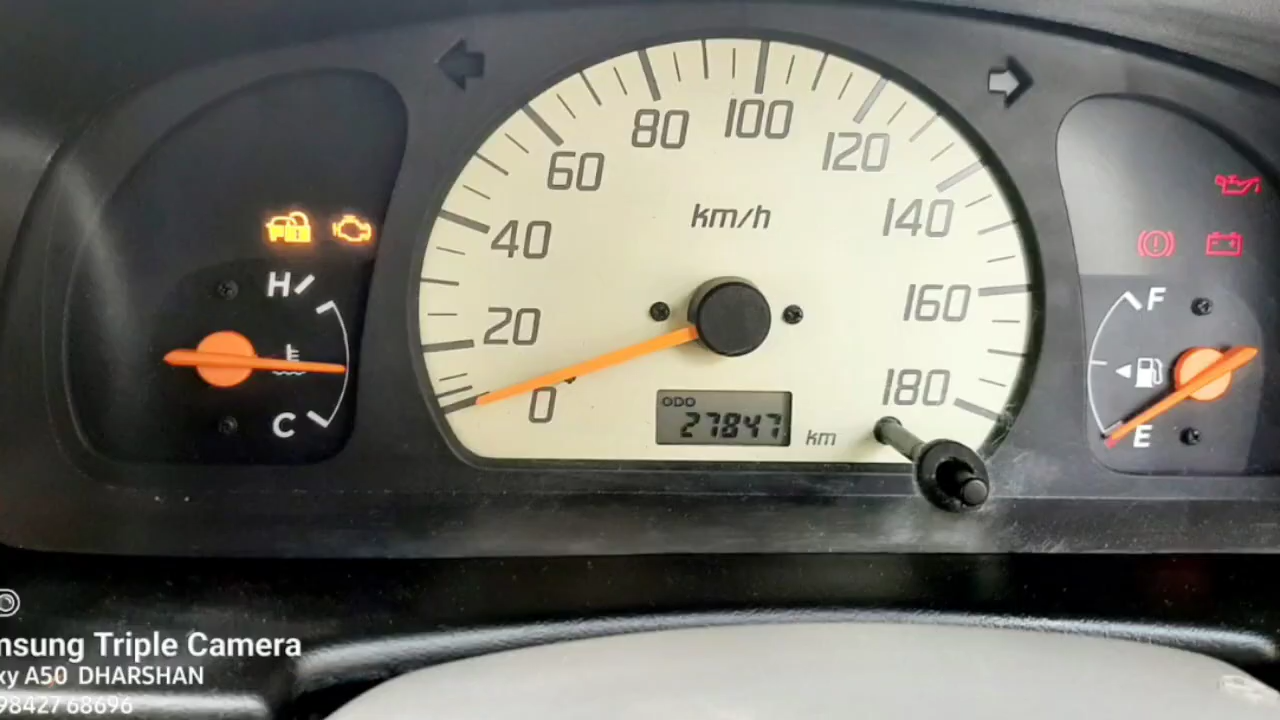 80 100
60 120
km/h
40 140
H
F
20 160
180
0
ODO
27847 km
C
E
msung Triple Camera
xy A50 DHARSHAN
98427 68696